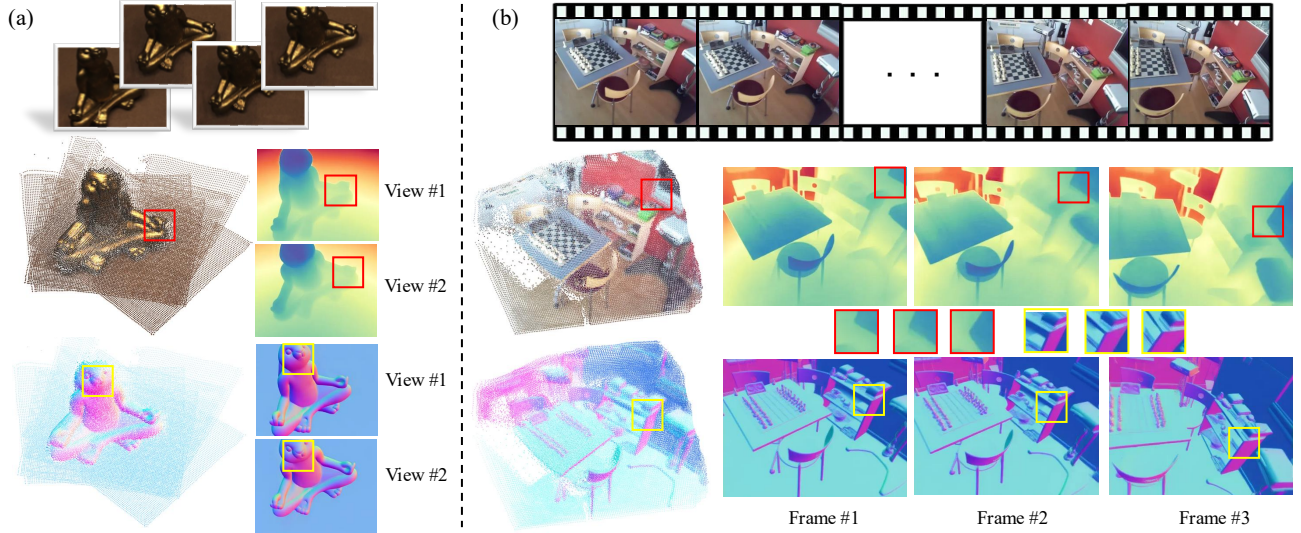 (a)
View #1
View #2
View #1
View #2
(b)
. . .
Frame #1
Frame #2
Frame #3